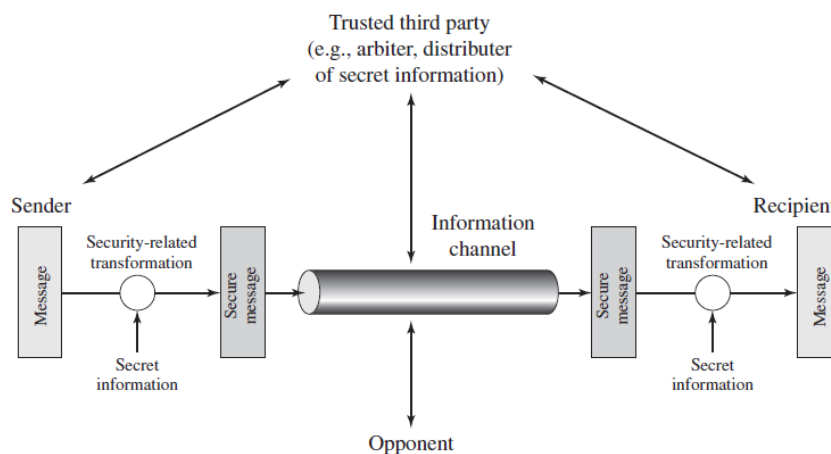 Trusted third party
(e.g., arbiter, distributer
of secret information)
Sender
Recipient
Information
channel
Security-related
transformation
Security-related
transformation
Message
Secure
message
Secure
message
Message
Secret
information
Secret
information
Opponent